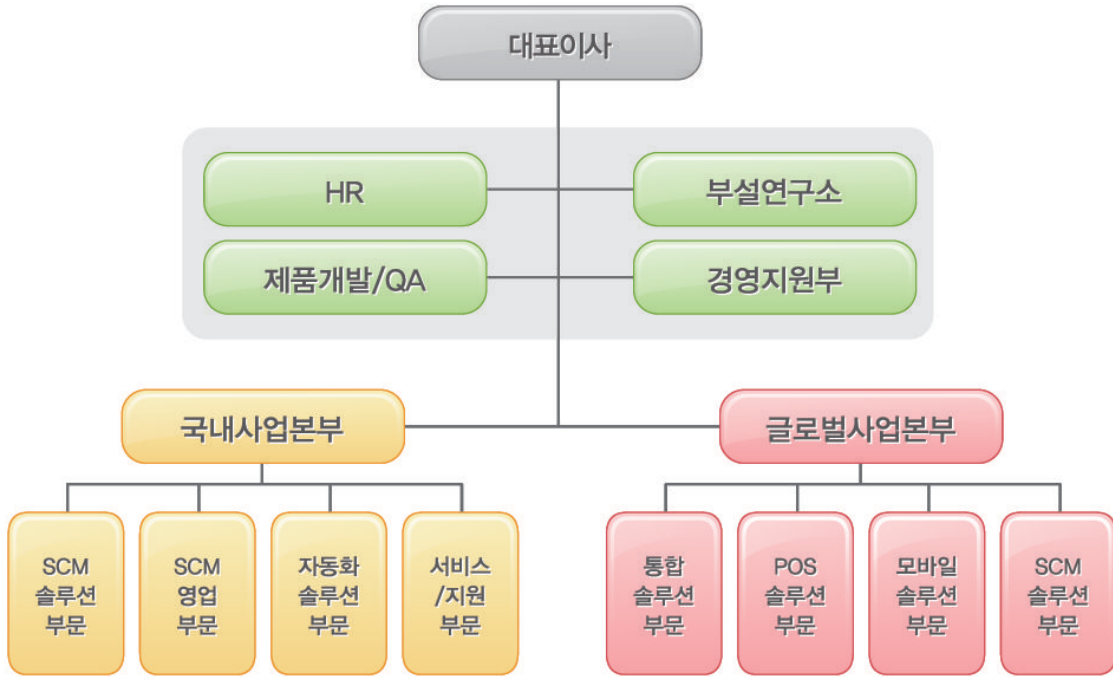 대표이사
HR
부설연구소
제품개발/QA
경영지원부
국내사업본부
글로벌사업본부
SCM
솔루션
부문
SCM
영업
부문
자동화
솔루션
부문
서비스
/지원
부문
통합
솔루션
부문
POS
솔루션
부문
모바일
솔루션
부문
SCM
솔루션
부문